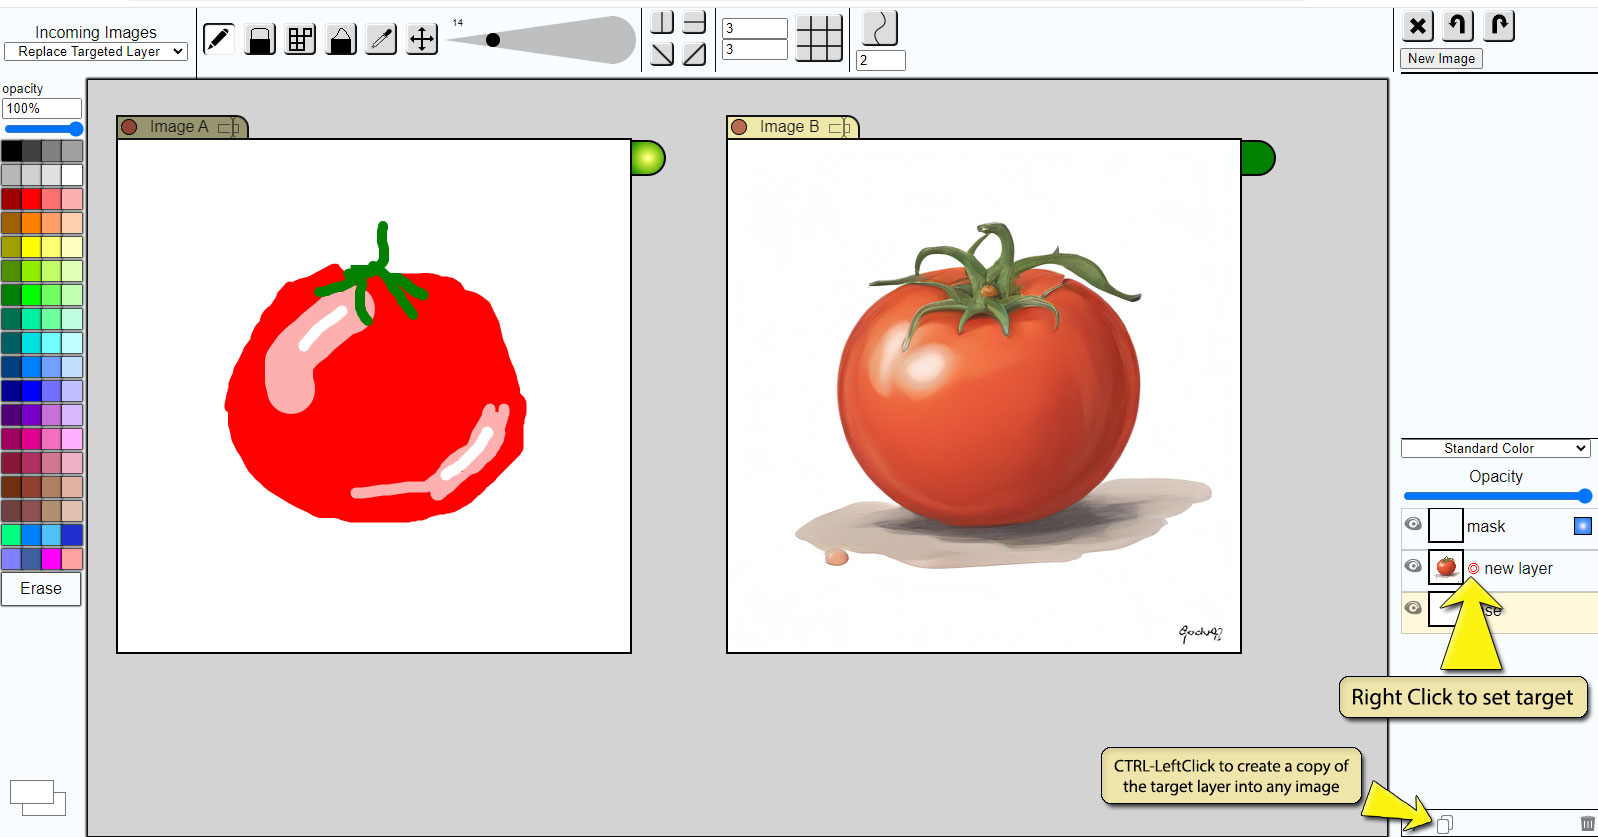 Incoming Images
Replace Targeted Layer
14
3
3
2
New Image
opacity
100%
Image A
Image B
Erase
Standard Color
Opacity
mask
new layer
se
Right Click to set target
CTRL-LeftClick to create a copy of
the target layer into any image